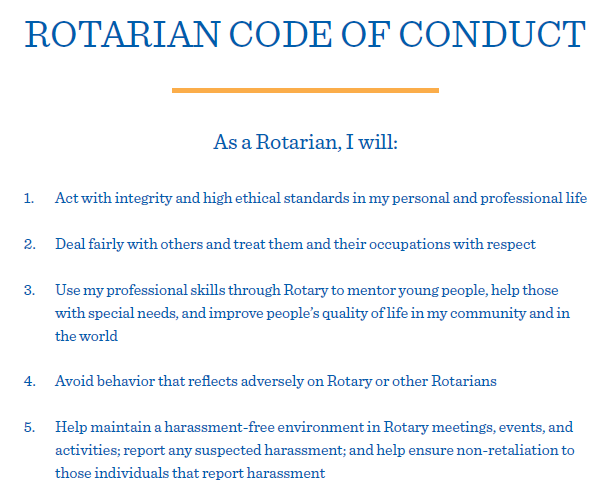 ROTARIAN CODE OF CONDUCT
As a Rotarian, I will:
1. Act with integrity and high ethical standards in my personal and professional life
2. Deal fairly with others and treat them and their occupations with respect
3. Use my professional skills through Rotary to mentor young people, help those
with special needs, and improve people’s quality of life in my community and in
the world
4. Avoid behavior that reflects adversely on Rotary or other Rotarians
5. Help maintain a harassment-free environment in Rotary meetings, events, and
activities; report any suspected harassment; and help ensure non-retaliation to
those individuals that report harassment